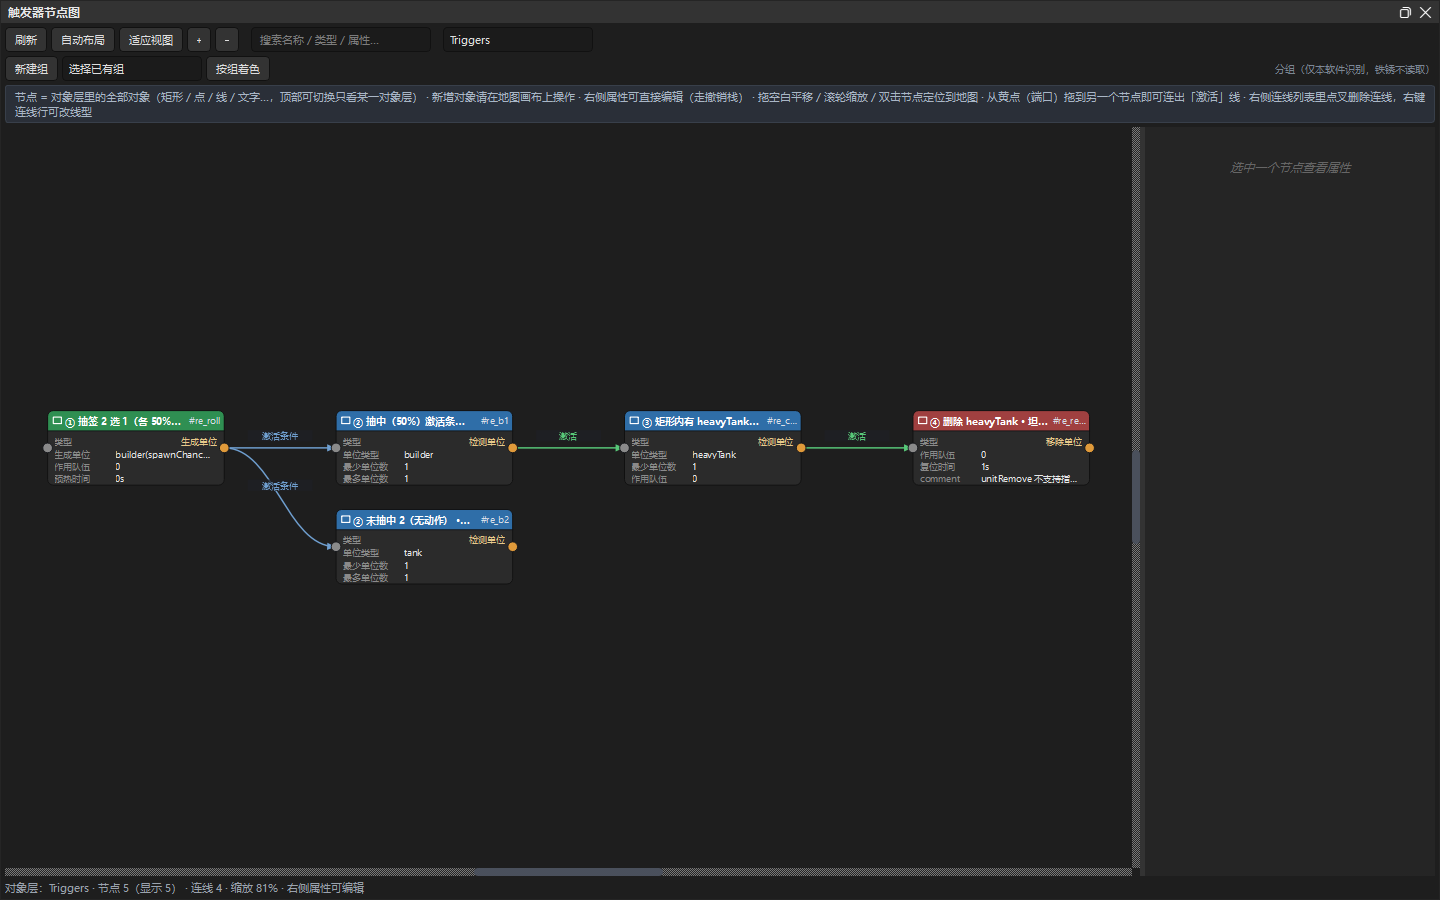 触发器节点图
刷新 自动布局 适应视图 + - 搜索名称 / 类型 / 属性... Triggers
新建组 选择已有组 按组着色 分组（仅本软件识别，铁锈不读取）
节点 = 对象层里的全部对象（矩形 / 点 / 线 / 文字...，顶部可切换只看某一对象层） · 新增对象请在地图画布上操作 · 右侧属性可直接编辑（走撤销栈） · 拖空白平移 / 滚轮缩放 / 双击节点定位到地图 · 从黄点（端口）拖到另一个节点即可连出「激活」线 · 右侧连线列表里点叉删除连线，右键
连线行可改线型
选中一个节点查看属性
① 抽签 2 选 1（各 50%... #re_roll
类型 生成单位
生成单位 builder(spawnChanc...
作用队伍 0
预热时间 0s
激活条件
激活条件
② 抽中（50%）激活条... #re_b1
类型 检测单位
单位类型 builder
最少单位数 1
最多单位数 1
激活
③ 矩形内有 heavyTank... #re_c...
类型 检测单位
单位类型 heavyTank
最少单位数 1
作用队伍 0
激活
④ 删除 heavyTank • 坦... #re_re...
类型 移除单位
作用队伍 0
复位时间 1s
comment unitRemove 不支持指...
② 未抽中 2（无动作） •... #re_b2
类型 检测单位
单位类型 tank
最少单位数 1
最多单位数 1
对象层：Triggers · 节点 5（显示 5） · 连线 4 · 缩放 81% · 右侧属性可编辑